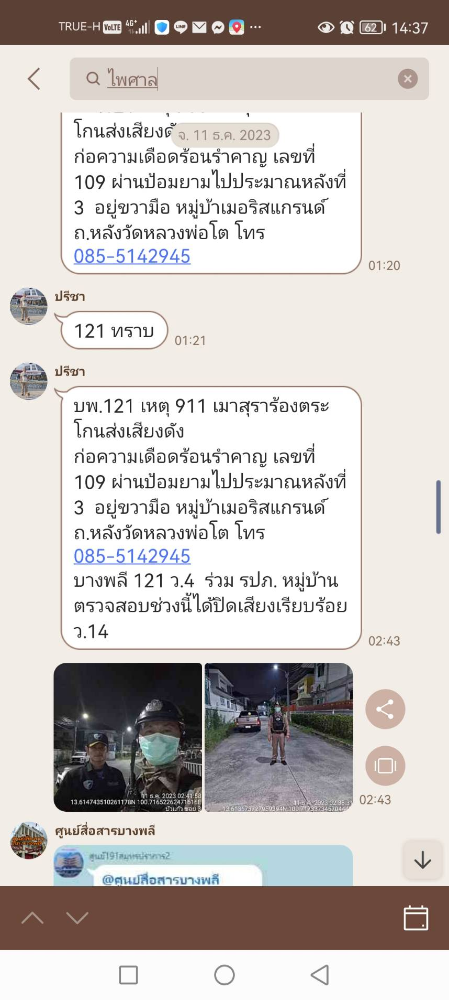 TRUE-H VoLTE 4G+ LINE 62 14:37
ไพศาล
จ. 11 ธ.ค. 2023
โกนส่งเสียงดั
ก่อความเดือดร้อนรำคาญ เลขที่
109 ผ่านป้อมยามไปประมาณหลังที่
3 อยู่ขวามือ หมู่บ้าเมอริสแกรนด์
ถ.หลังวัดหลวงพ่อโต โทร
085-5142945
01:20
ปรีชา
121 ทราบ
01:21
ปรีชา
บพ.121 เหตุ 911 เมาสุราร้องตระ
โกนส่งเสียงดัง
ก่อความเดือดร้อนรำคาญ เลขที่
109 ผ่านป้อมยามไปประมาณหลังที่
3 อยู่ขวามือ หมู่บ้าเมอริสแกรนด์
ถ.หลังวัดหลวงพ่อโต โทร
085-5142945
บางพลี 121 ว.4 ร่วม รปภ. หมู่บ้าน
ตรวจสอบช่วงนี้ได้ปิดเสียงเรียบร้อย
ว.14
02:43
11 ธ.ค. 2023 02:41:58
13.614743510261178N 100.71652262471616E
บัวแก้ว ซอย 3
11 ธ.ค. 2023 02:38:31
13.613673727959394N 100.7173373457044
02:43
ศูนย์สื่อสารบางพลี
ศูนย์191สมุทรปราการ2
@ศูนย์สื่อสารบางพลี